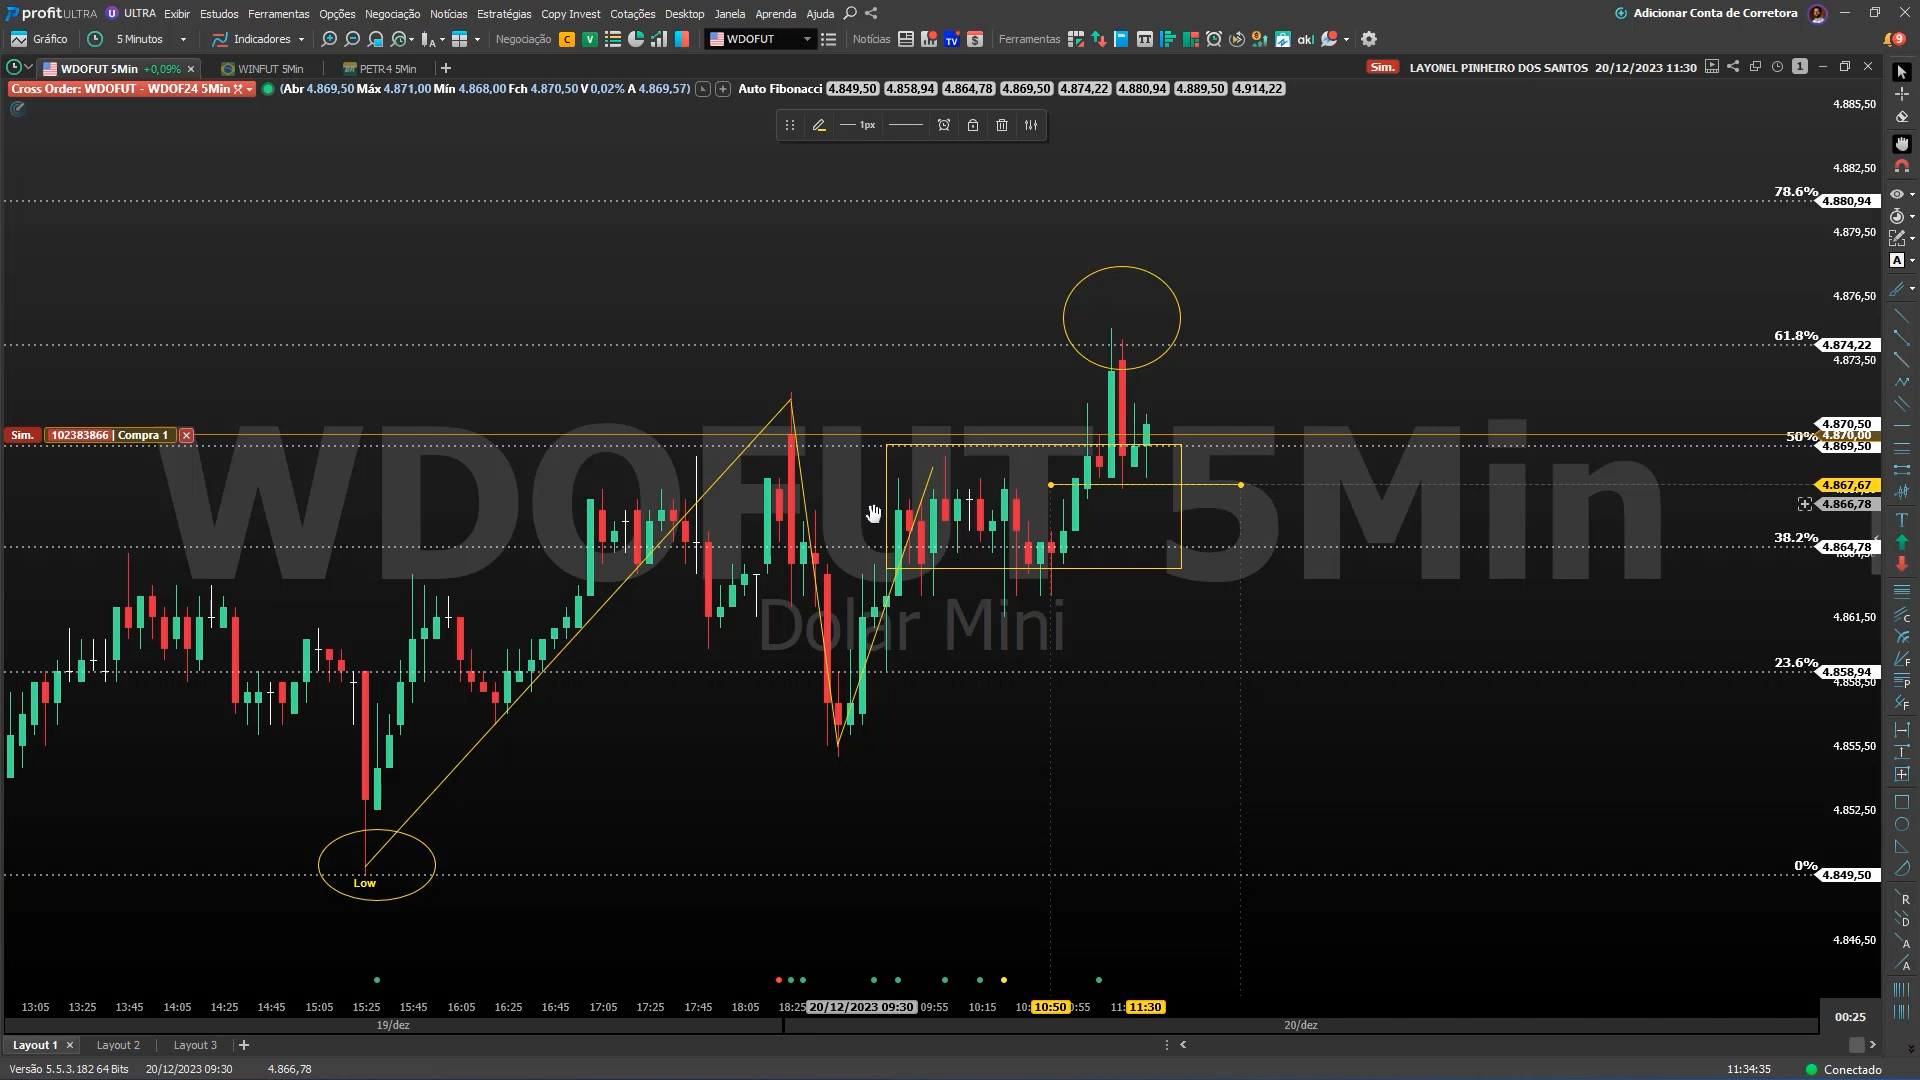 profitULTRA U ULTRA Exibir Estudos Ferramentas Opções Negociação Notícias Estratégias Copy Invest Cotações Desktop Janela Aprenda Ajuda Adicionar Conta de Corretora
Gráfico 5 Minutos Indicadores Negociação C V WDOFUT Notícias TV $ Ferramentas TT akl 9
WDOFUT 5Min +0,09% WINFUT 5Min PETR4 5Min Sim. LAYONEL PINHEIRO DOS SANTOS 20/12/2023 11:30 1
Cross Order: WDOFUT - WDOF24 5Min (Abr 4.869,50 Máx 4.871,00 Mín 4.868,00 Fch 4.870,50 V 0,02% A 4.869,57) Auto Fibonacci 4.849,50 4.858,94 4.864,78 4.869,50 4.874,22 4.880,94 4.889,50 4.914,22
4.885,50
1px
4.882,50
78.6%
4.880,94
4.879,50
4.876,50
61.8%
4.874,22
4.873,50
4.870,50
Sim. 102383866 | Compra 1
50% 4.870,00
4.869,50
4.867,67
4.866,78
WDOFUT 5Min
38.2%
4.864,78
4.861,50
Dolar Mini
23.6%
4.858,94
4.858,50
4.855,50
4.852,50
0%
4.849,50
Low
4.846,50
13:05 13:25 13:45 14:05 14:25 14:45 15:05 15:25 15:45 16:05 16:25 16:45 17:05 17:25 17:45 18:05 18:25 20/12/2023 09:30 09:55 10:15 10:50 11:30
00:25
19/dez 20/dez
Layout 1 Layout 2 Layout 3
Versão 5.5.3.182 64 Bits 20/12/2023 09:30 4.866,78 11:34:35 Conectado